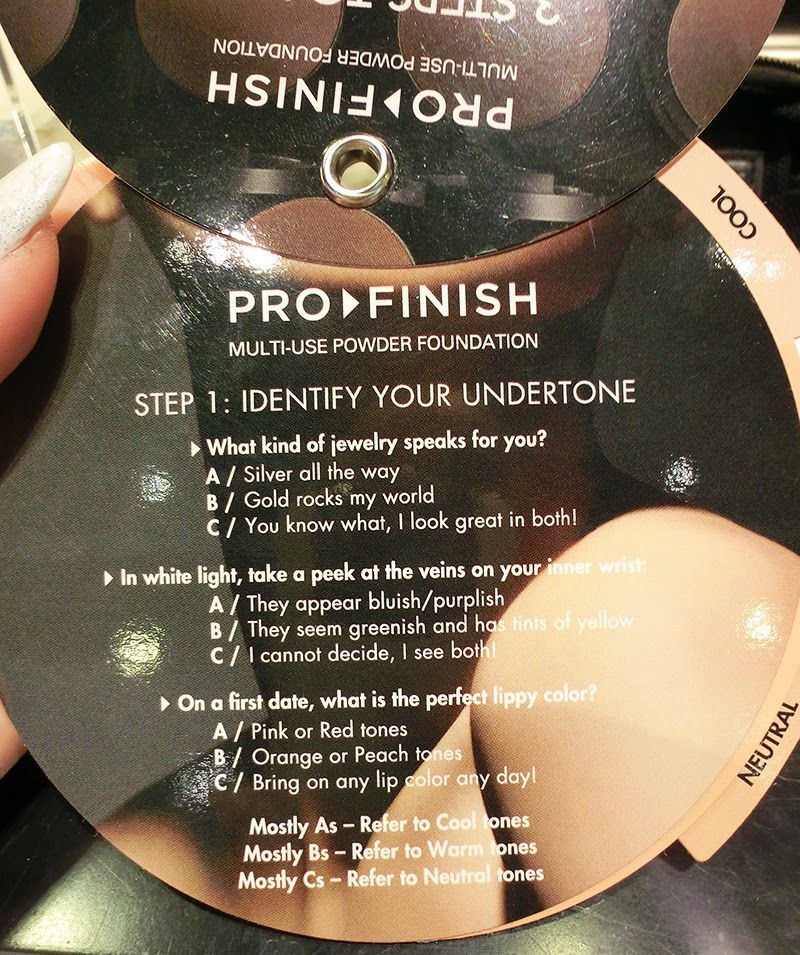 3 STEPS TO
MULTI-USE POWDER FOUNDATION
PRO FINISH
COOL
PRO FINISH
MULTI-USE POWDER FOUNDATION
STEP 1: IDENTIFY YOUR UNDERTONE
What kind of jewelry speaks for you?
A / Silver all the way
B / Gold rocks my world
C / You know what, I look great in both!
In white light, take a peek at the veins on your inner wrist:
A / They appear bluish/purplish
B / They seem greenish and has tints of yellow
C / I cannot decide, I see both!
On a first date, what is the perfect lippy color?
A / Pink or Red tones
B / Orange or Peach tones
C / Bring on any lip color any day!
NEUTRAL
Mostly As – Refer to Cool tones
Mostly Bs – Refer to Warm tones
Mostly Cs – Refer to Neutral tones